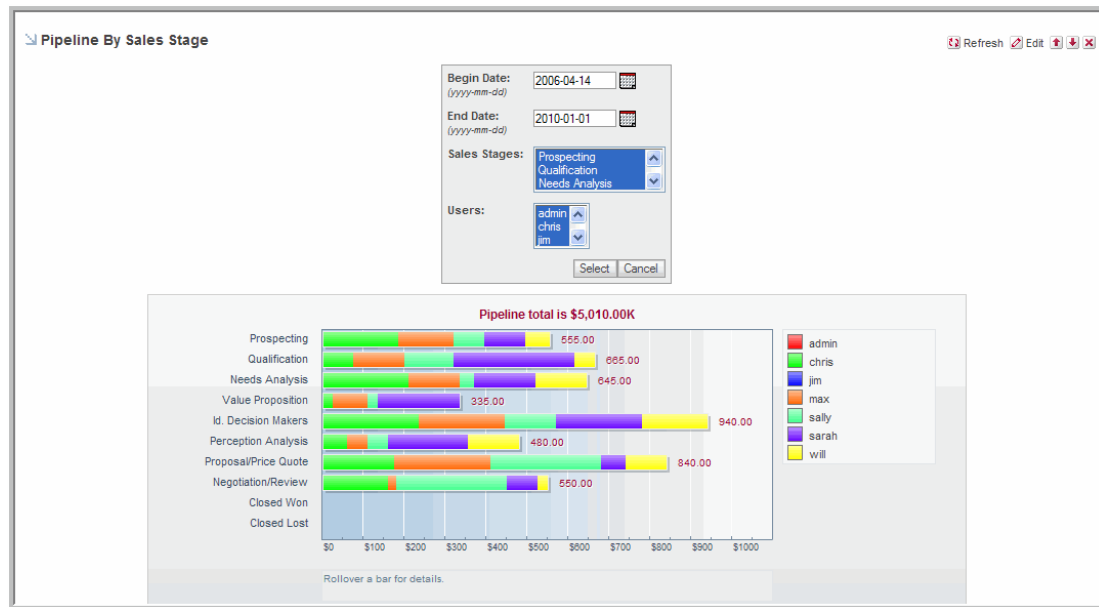 Pipeline By Sales Stage
Refresh Edit
Begin Date: 2006-04-14
(yyyy-mm-dd)
End Date: 2010-01-01
(yyyy-mm-dd)
Sales Stages: Prospecting
Qualification
Needs Analysis
Users: admin
chris
jim
Select Cancel
Pipeline total is $5,010.00K
Prospecting 555.00
Qualification 665.00
Needs Analysis 645.00
Value Proposition 335.00
Id. Decision Makers 940.00
Perception Analysis 480.00
Proposal/Price Quote 840.00
Negotiation/Review 550.00
Closed Won
Closed Lost
$0 $100 $200 $300 $400 $500 $600 $700 $800 $900 $1000
admin
chris
jim
max
sally
sarah
will
Rollover a bar for details.